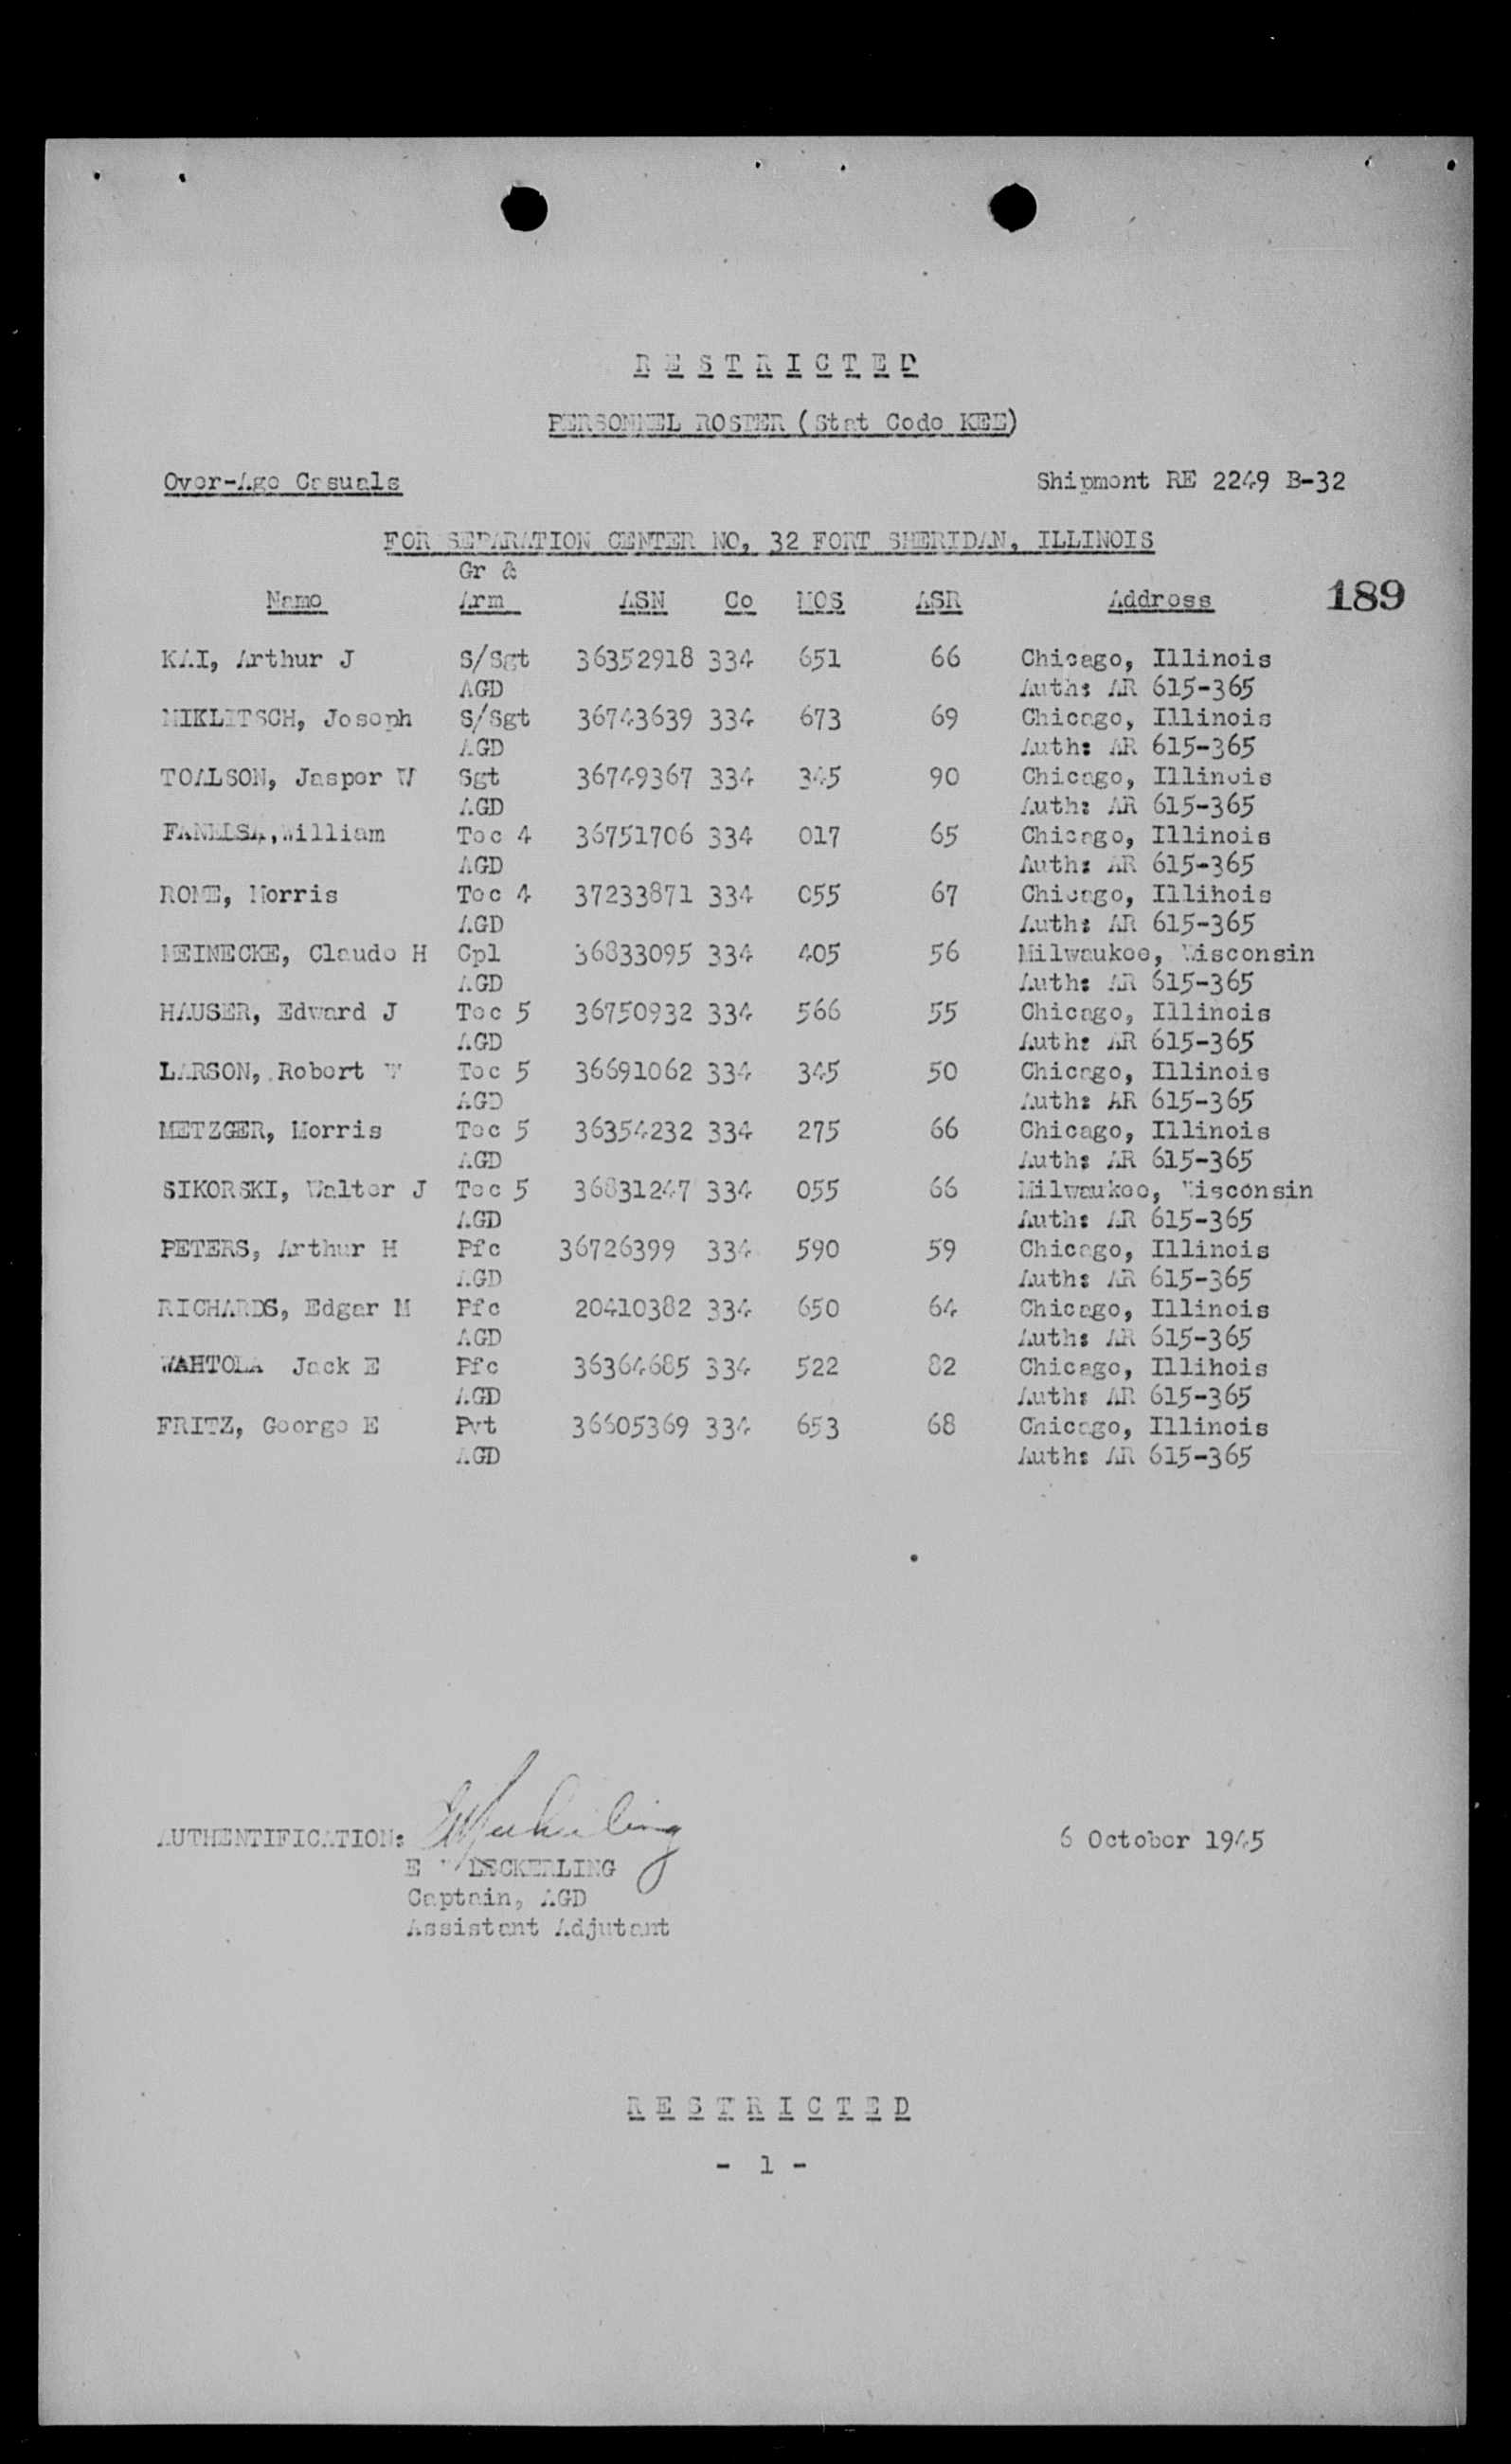 R E S T R I C T E D
PERSONNEL ROSTER (Stat Code KEE)
Over-Age Casuals Shipment RE 2249 B-32
FOR SEPARATION CENTER NO, 32 FORT SHERIDAN, ILLINOIS
Gr &
Name Arm ASN Co MOS ASR Address 189
KAI, Arthur J S/Sgt 36352918 334 651 66 Chicago, Illinois
AGD Auth: AR 615-365
MIKLITSCH, Joseph S/Sgt 36743639 334 673 69 Chicago, Illinois
AGD Auth: AR 615-365
TOALSON, Jasper W Sgt 36749367 334 345 90 Chicago, Illinois
AGD Auth: AR 615-365
William Tec 4 36751706 334 017 65 Chicago, Illinois
AGD Auth: AR 615-365
ROME, Morris Tec 4 37233871 334 055 67 Chicago, Illihois
AGD Auth: AR 615-365
MEINECKE, Claude H Cpl 36833095 334 405 56 Milwaukee, Wisconsin
AGD Auth: AR 615-365
HAUSER, Edward J Tec 5 36750932 334 566 55 Chicago, Illinois
AGD Auth: AR 615-365
LARSON, Robert W Tec 5 36691062 334 345 50 Chicago, Illinois
AGD Auth: AR 615-365
METZGER, Morris Tec 5 36354232 334 275 66 Chicago, Illinois
AGD Auth: AR 615-365
SIKORSKI, Walter J Tec 5 36831247 334 055 66 Milwaukee, Wisconsin
AGD Auth: AR 615-365
PETERS, Arthur H Pfc 36726399 334 590 59 Chicago, Illinois
AGD Auth: AR 615-365
RICHARDS, Edgar M Pfc 20410382 334 650 64 Chicago, Illinois
AGD Auth: AR 615-365
WAHTOLA Jack E Pfc 36364685 334 522 82 Chicago, Illihois
AGD Auth: AR 615-365
FRITZ, George E Pvt 36605369 334 653 68 Chicago, Illinois
AGD Auth: AR 615-365
AUTHENTIFICATION: 6 October 1945
E W DECKERLING
Captain, AGD
Assistant Adjutant
R E S T R I C T E D
- 1 -